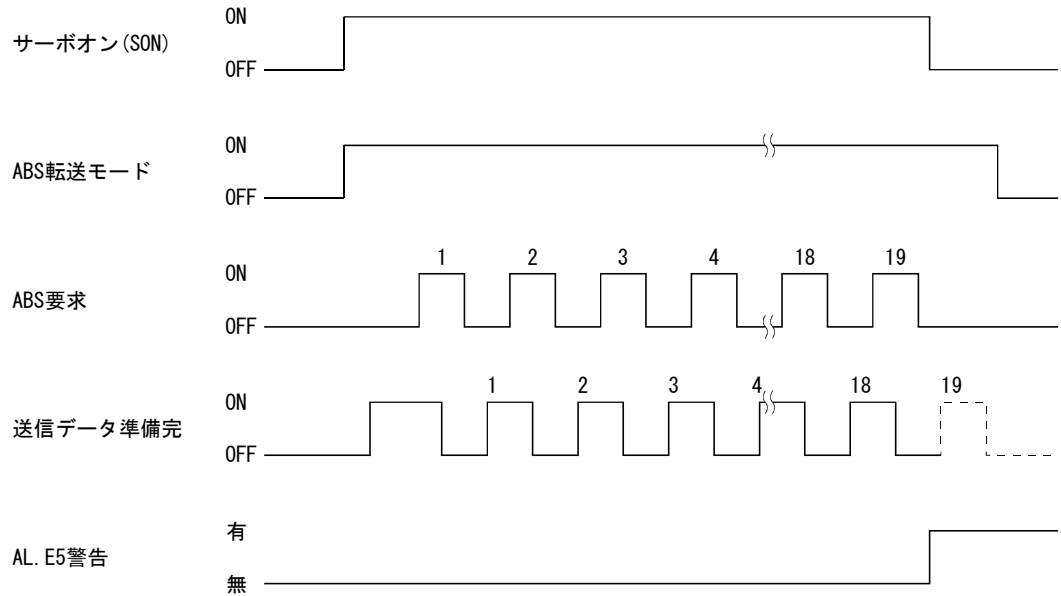 ON
サーボオン(SON)
OFF
ON
ABS転送モード
OFF
1 2 3 4 18 19
ON
ABS要求
OFF
1 2 3 4 18 19
ON
送信データ準備完
OFF
有
AL.E5警告
無